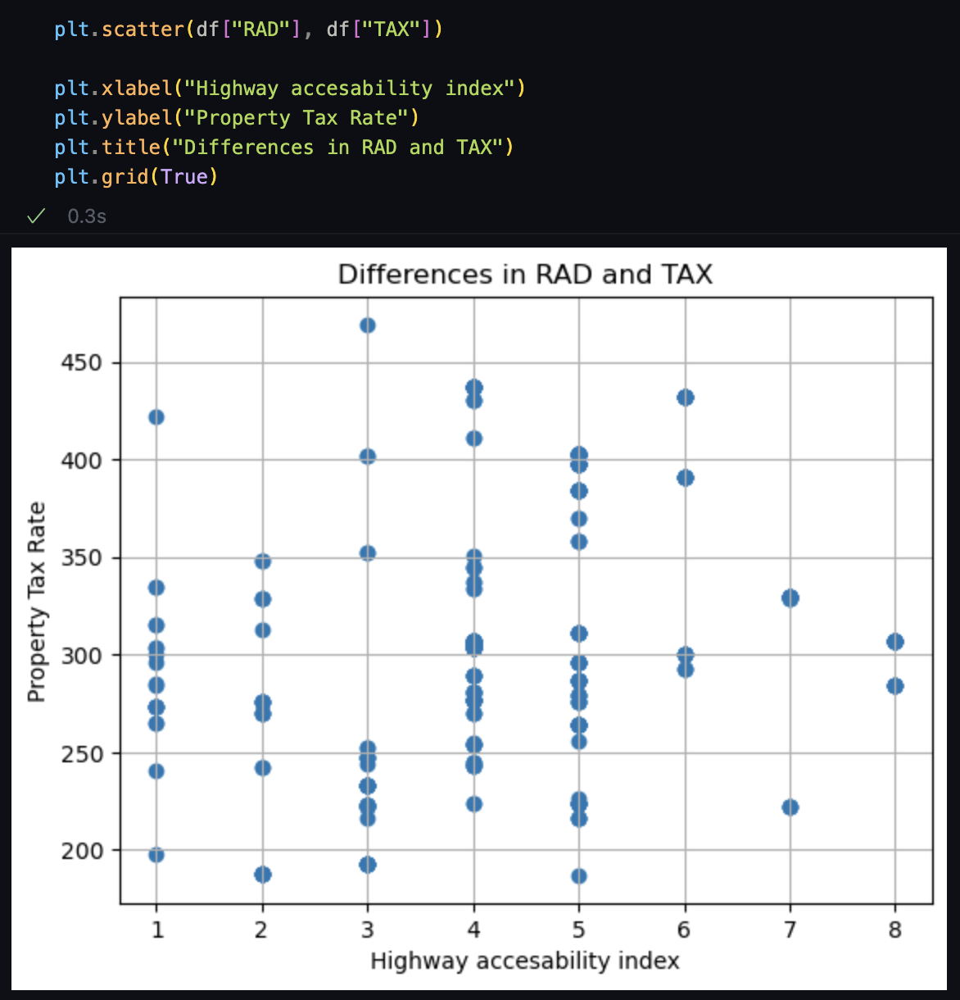 plt.scatter(df["RAD"], df["TAX"])
plt.xlabel("Highway accesability index")
plt.ylabel("Property Tax Rate")
plt.title("Differences in RAD and TAX")
plt.grid(True)
0.3s
Differences in RAD and TAX
450
400
350
300
250
200
Property Tax Rate
1 2 3 4 5 6 7 8
Highway accesability index